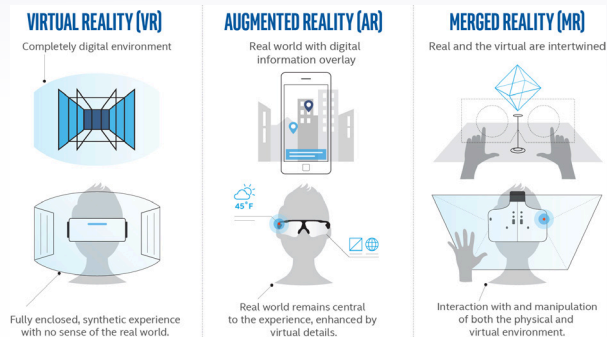 VIRTUAL REALITY (VR)
Completely digital environment
Fully enclosed, synthetic experience
with no sense of the real world.
AUGMENTED REALITY (AR)
Real world with digital
information overlay
45°F
Real world remains central
to the experience, enhanced by
virtual details.
MERGED REALITY (MR)
Real and the virtual are intertwined
Interaction with and manipulation
of both the physical and
virtual environment.